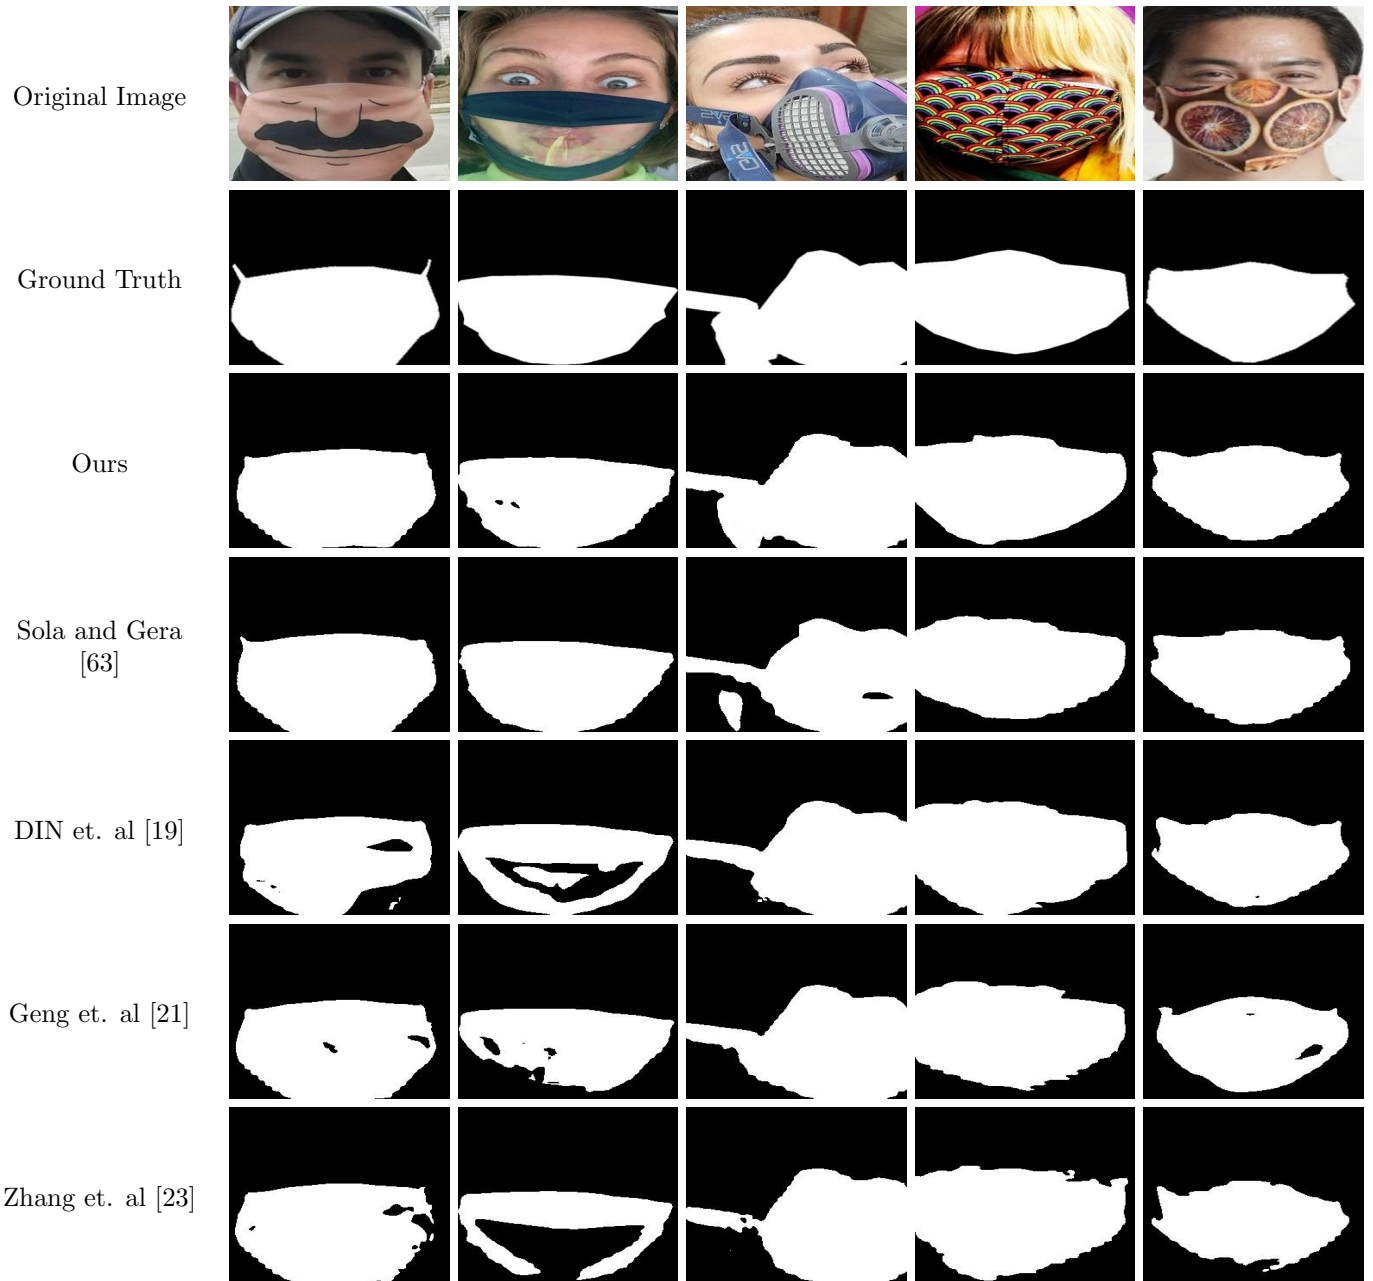 Original Image
Ground Truth
Ours
Sola and Gera
[63]
DIN et. al [19]
Geng et. al [21]
Zhang et. al [23]